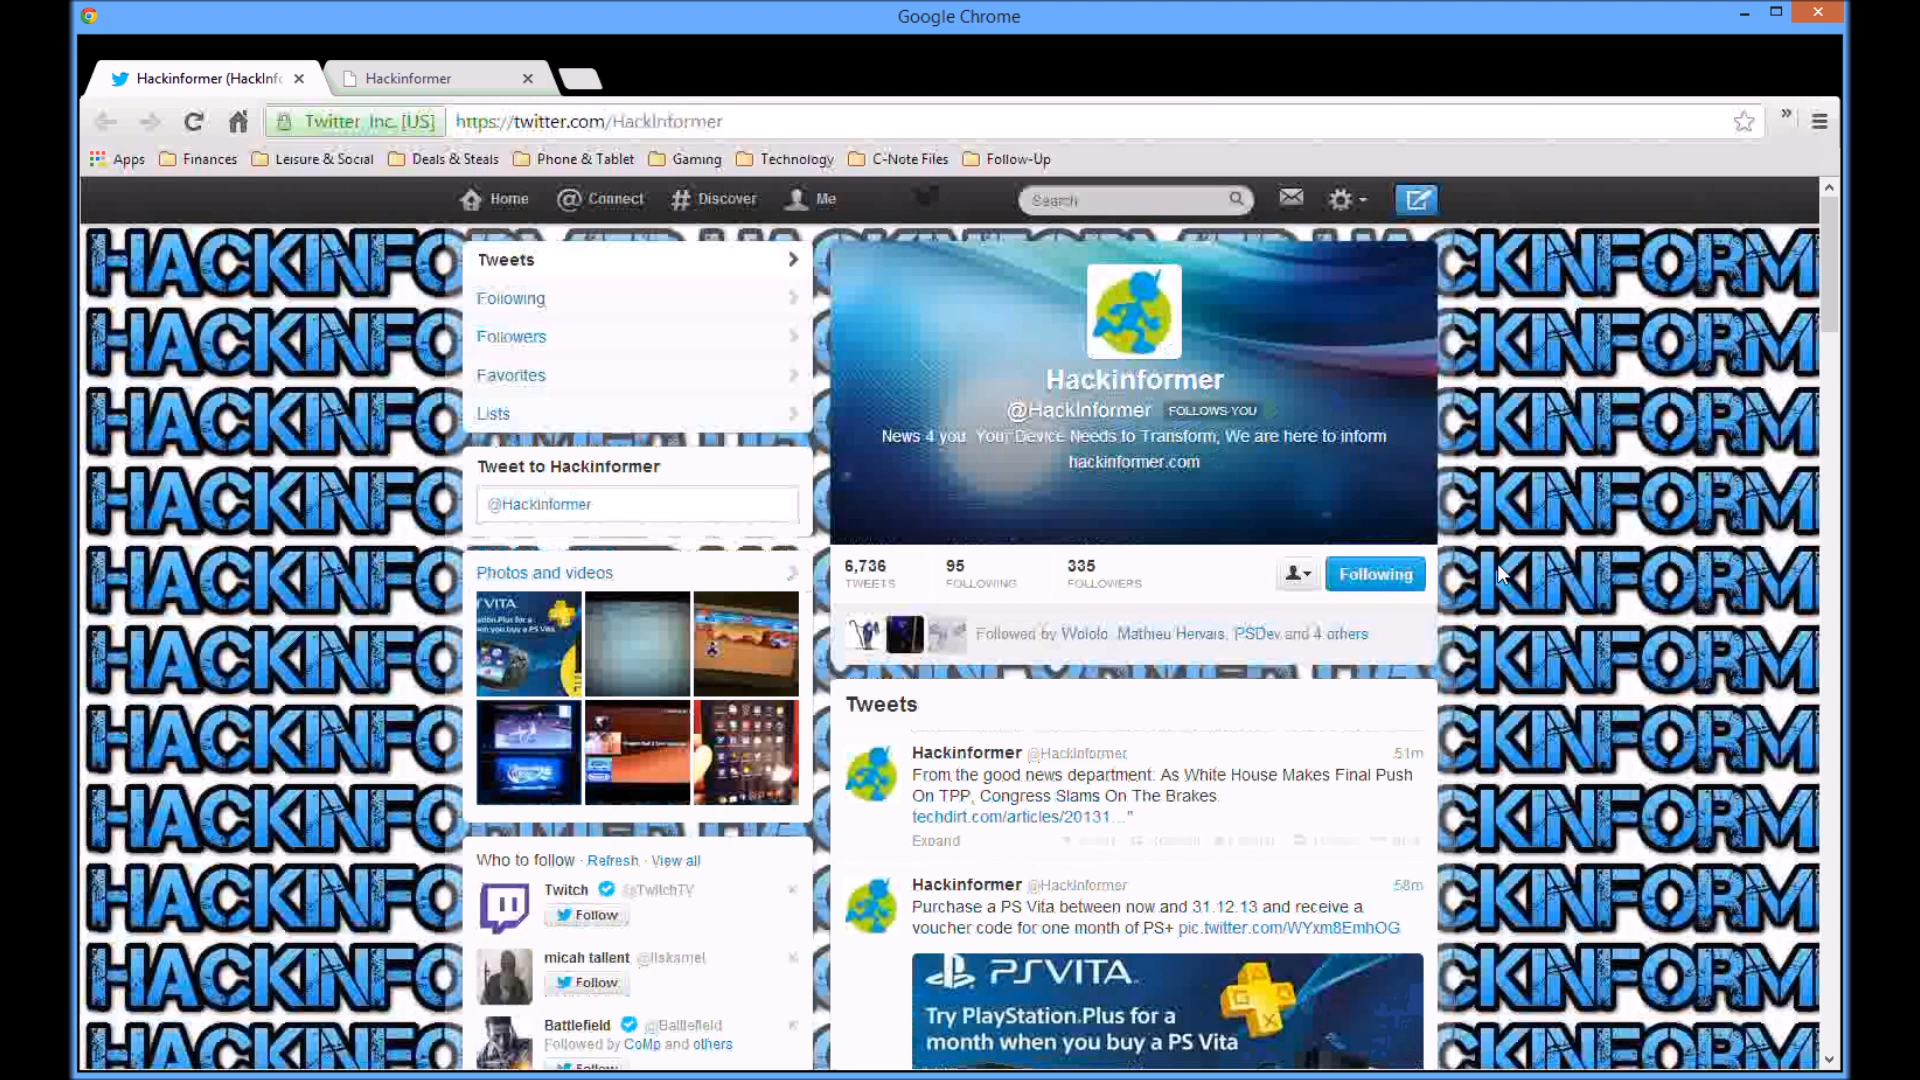 Google Chrome
Hackinformer (HackInfo
Hackinformer
Twitter, Inc. [US]
https://twitter.com/HackInformer
Apps
Finances
Leisure & Social
Deals & Steals
Phone & Tablet
Gaming
Technology
C-Note Files
Follow-Up
Home
Connect
Discover
Me
Search
Tweets
Following
Followers
Favorites
Lists
Tweet to Hackinformer
@HackInformer
Photos and videos
Who to follow · Refresh · View all
Twitch @TwitchTV
Follow
micah tallent
Follow
Battlefield @Battlefield
Followed by CoMp and others
Follow
Hackinformer
@HackInformer FOLLOWS YOU
News 4 you. Your Device Needs to Transform, We are here to inform
hackinformer.com
6,736
TWEETS
95
FOLLOWING
335
FOLLOWERS
Following
Followed by Wololo, Mathieu Hervais, PSDev and 4 others
Tweets
Hackinformer @HackInformer 51m
From the good news department: As White House Makes Final Push
On TPP, Congress Slams On The Brakes.
techdirt.com/articles/20131..."
Expand
Hackinformer @HackInformer 58m
Purchase a PS Vita between now and 31.12.13 and receive a
voucher code for one month of PS+ pic.twitter.com/WYxm8EmhOG
PSVITA
Try PlayStation.Plus for a
month when you buy a PS Vita